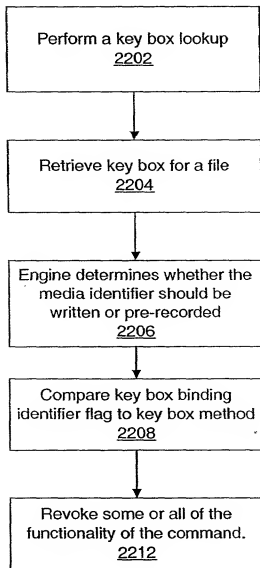 Perform a key box lookup
2202
Retrieve key box for a file
2204
Engine determines whether the
media identifier should be
written or pre-recorded
2206
Compare key box binding
identifier flag to key box method
2208
Revoke some or all of the
functionality of the command.
2212